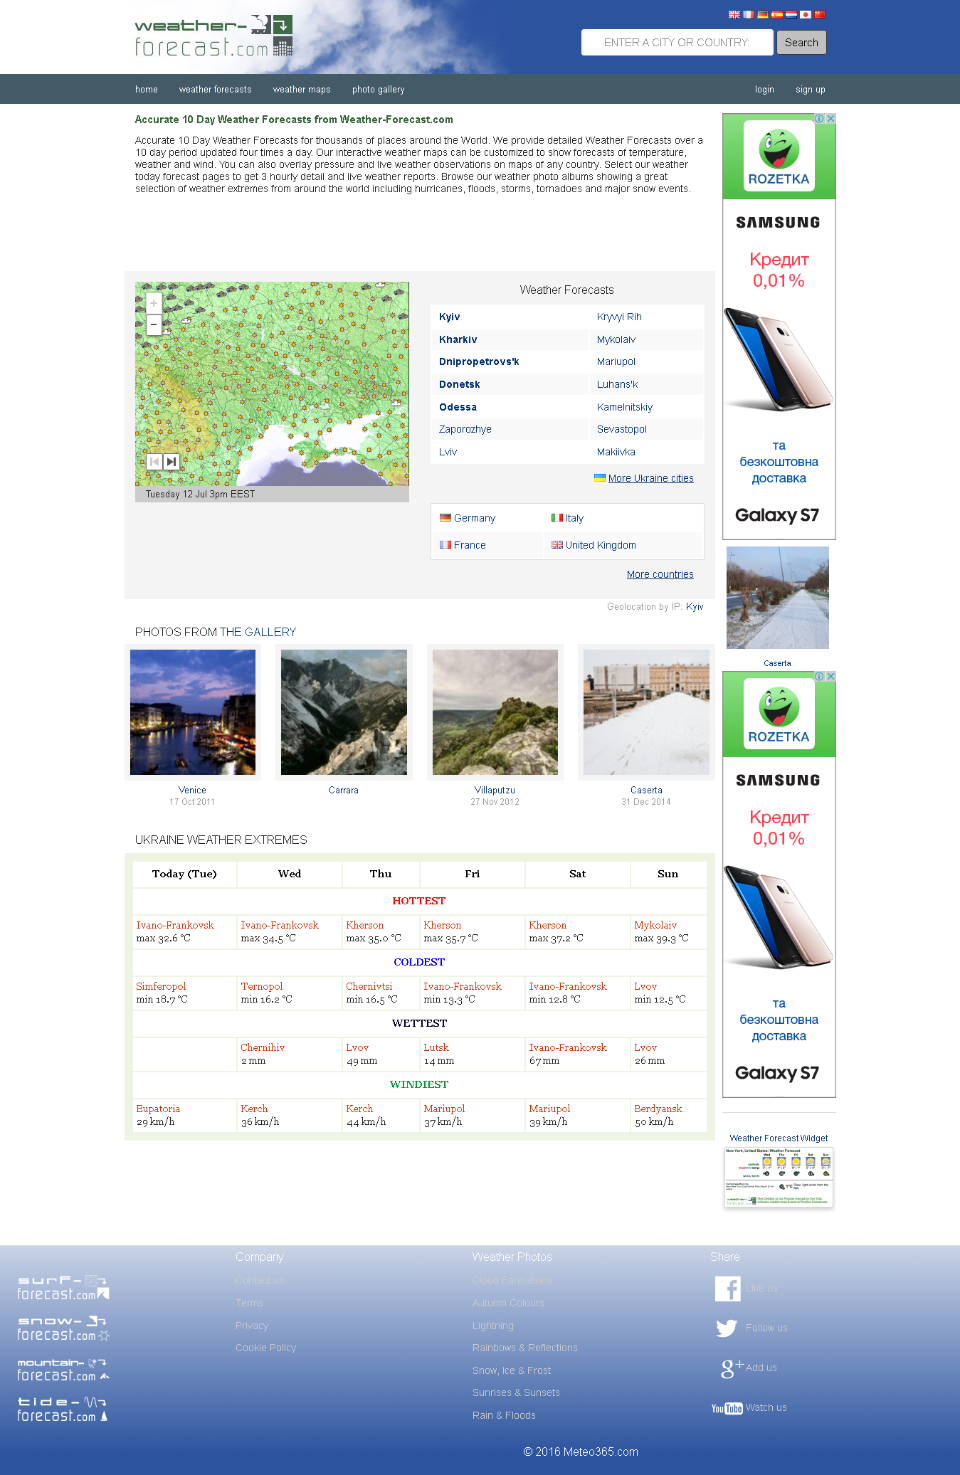 weather-forecast.com
ENTER A CITY OR COUNTRY:
Search
home weather forecasts weather maps photo gallery login sign up
Accurate 10 Day Weather Forecasts from Weather-Forecast.com
Accurate 10 Day Weather Forecasts for thousands of places around the World. We provide detailed Weather Forecasts over a
10 day period updated four times a day. Our interactive weather maps can be customized to show forecasts of temperature,
weather and wind. You can also overlay pressure and live weather observations on maps of any country. Select our weather
today forecast pages to get 3 hourly detail and live weather reports. Browse our weather photo albums showing a great
selection of weather extremes from around the world including hurricanes, floods, storms, tornadoes and major snow events.
ROZETKA
SAMSUNG
Кредит
0,01%
та
безкоштовна
доставка
Galaxy S7
Tuesday 12 Jul 3pm EEST
Weather Forecasts
Kyiv Kryvyi Rih
Kharkiv Mykolaiv
Dnipropetrovs'k Mariupol
Donetsk Luhans'k
Odessa Kamelnitskiy
Zaporozhye Sevastopol
Lviv Makiivka
More Ukraine cities
Germany Italy
France United Kingdom
More countries
Geolocation by IP: Kyiv
Caserta
PHOTOS FROM THE GALLERY
Venice
17 Oct 2011
Carrara
Villaputzu
27 Nov 2012
Caserta
31 Dec 2014
ROZETKA
SAMSUNG
Кредит
0,01%
та
безкоштовна
доставка
Galaxy S7
UKRAINE WEATHER EXTREMES
Today (Tue) Wed Thu Fri Sat Sun
HOTTEST
Ivano-Frankovsk Ivano-Frankovsk Kherson Kherson Kherson Mykolaiv
max 32.6 °C max 34.5 °C max 35.0 °C max 35.7 °C max 37.2 °C max 39.3 °C
COLDEST
Simferopol Ternopol Chernivtsi Ivano-Frankovsk Ivano-Frankovsk Lvov
min 18.7 °C min 16.2 °C min 16.5 °C min 13.3 °C min 12.8 °C min 12.5 °C
WETTEST
Chernihiv Lvov Lutsk Ivano-Frankovsk Lvov
2 mm 49 mm 14 mm 67 mm 26 mm
WINDIEST
Eupatoria Kerch Kerch Mariupol Mariupol Berdyansk
29 km/h 36 km/h 44 km/h 37 km/h 39 km/h 50 km/h
Weather Forecast Widget
surf-forecast.com
snow-forecast.com
mountain-forecast.com
tide-forecast.com
Company
Contact us
Terms
Privacy
Cookie Policy
Weather Photos
Cloud Formations
Autumn Colours
Lightning
Rainbows & Reflections
Snow, Ice & Frost
Sunrises & Sunsets
Rain & Floods
Share
Like us
Follow us
Add us
YouTube Watch us
© 2016 Meteo365.com